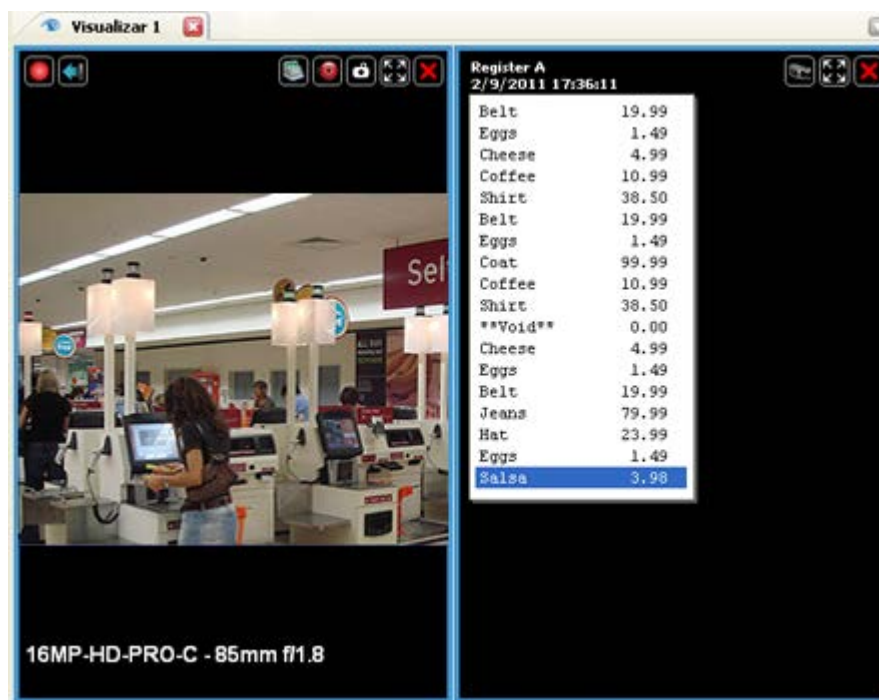 Visualizar 1
Register A
2/9/2011 17:36:11
Belt 19.99
Eggs 1.49
Cheese 4.99
Coffee 10.99
Shirt 38.50
Belt 19.99
Eggs 1.49
Coat 99.99
Coffee 10.99
Shirt 38.50
**Void** 0.00
Cheese 4.99
Eggs 1.49
Belt 19.99
Jeans 79.99
Hat 23.99
Eggs 1.49
Salsa 3.98
Sel
16MP-HD-PRO-C - 85mm f/1.8